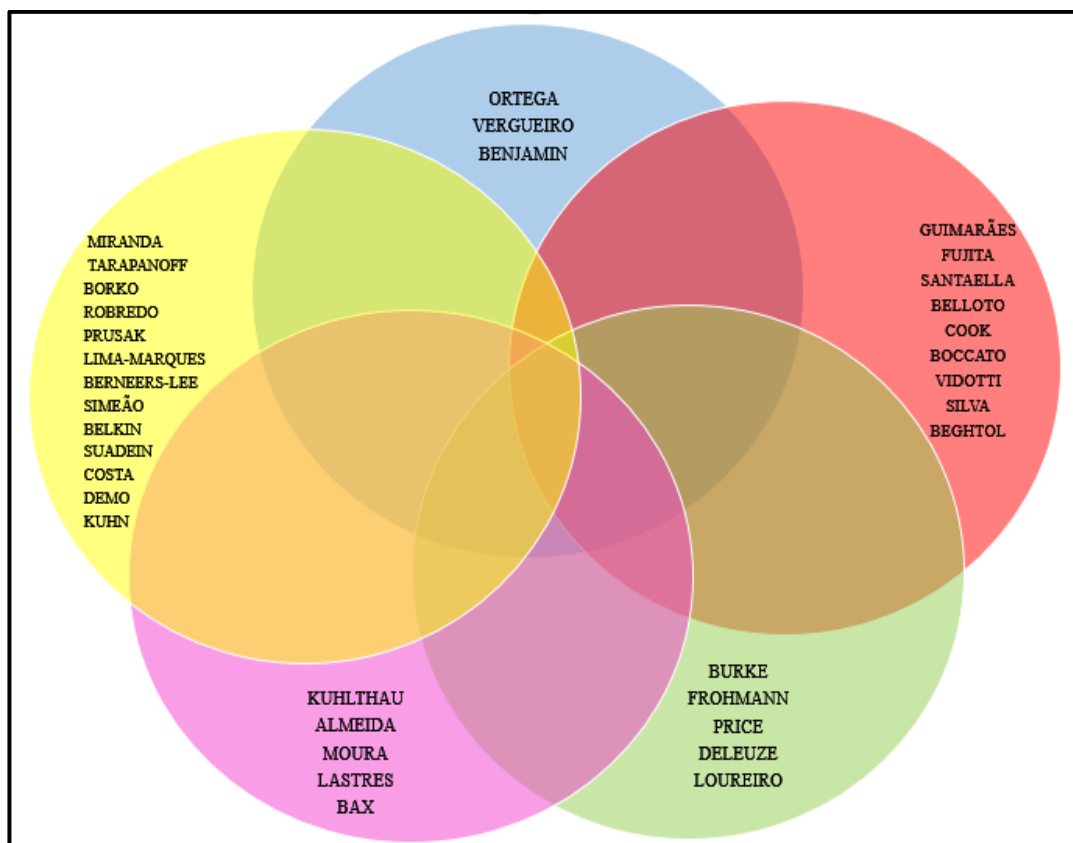 ORTEGA
VERGUEIRO
BENJAMIN
MIRANDA
TARAPANOFF
BORKO
ROBREDO
PRUSAK
LIMA-MARQUES
BERNEERS-LEE
SIMEÃO
BELKIN
SUADEIN
COSTA
DEMO
KUHN
GUIMARÃES
FUJITA
SANTAELLA
BELLOTO
COOK
BOCCATO
VIDOTTI
SILVA
BEGHTOL
KUHLTHAU
ALMEIDA
MOURA
LASTRES
BAX
BURKE
FROHMANN
PRICE
DELEUZE
LOUREIRO